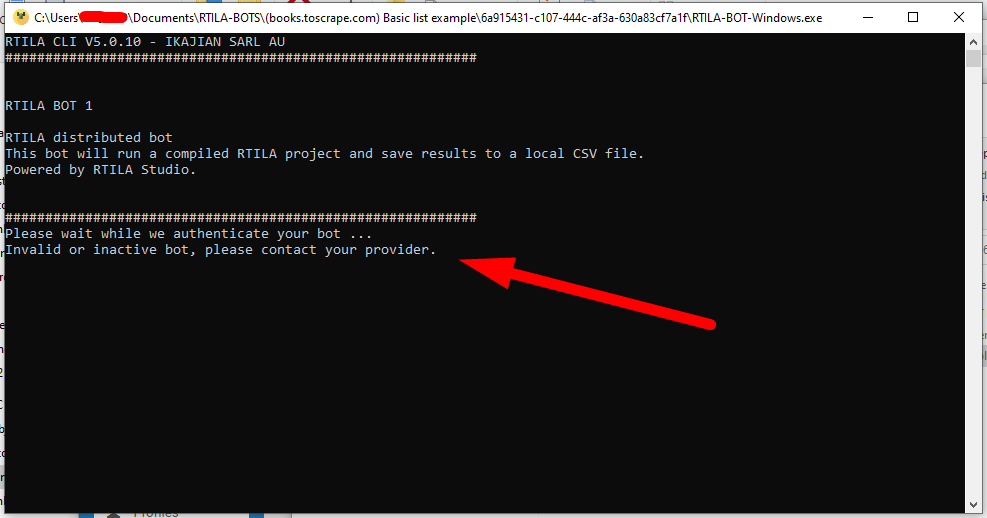 C:\Users\ \Documents\RTILA-BOTS\(books.toscrape.com) Basic list example\6a915431-c107-444c-af3a-630a83cf7a1f\RTILA-BOT-Windows.exe
RTILA CLI V5.0.10 - IKAJIAN SARL AU
###########################################################
RTILA BOT 1
RTILA distributed bot
This bot will run a compiled RTILA project and save results to a local CSV file.
Powered by RTILA Studio.
###########################################################
Please wait while we authenticate your bot ...
Invalid or inactive bot, please contact your provider.